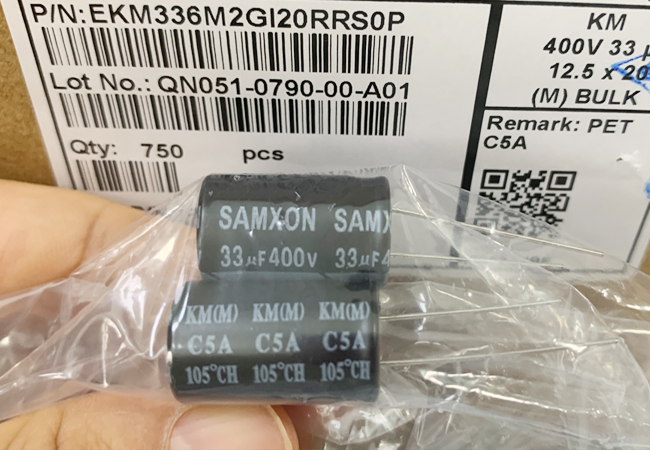 P/N:EKM336M2GI20RRS0P
Lot No.: QN051-0790-00-A01
Qty: 750 pcs
KM
400V 33 μ
12.5 x 20
(M) BULK
Remark: PET
C5A
SAMXON SAMX
33μF400V 33μF4
KM(M) KM(M) KM(M)
C5A C5A C5A
105°CH 105°CH 105°CH